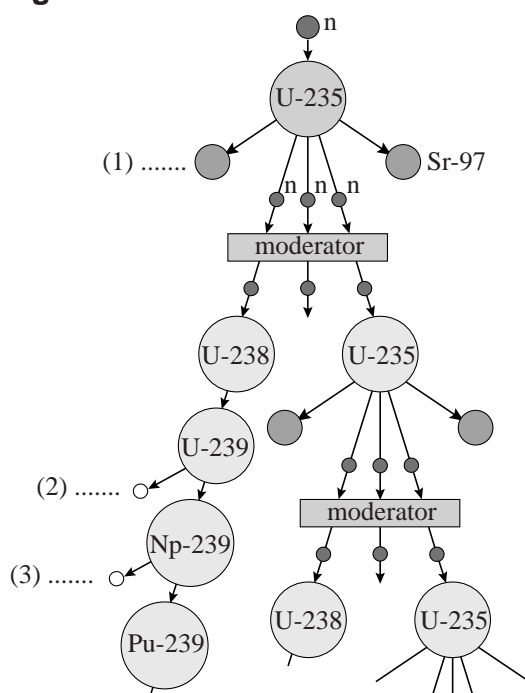 n
U-235
(1) .......
Sr-97
n n n
moderator
U-238
U-235
U-239
(2) .......
moderator
Np-239
(3) .......
U-238
U-235
Pu-239